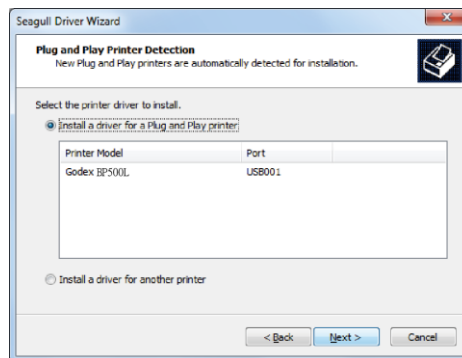 Seagull Driver Wizard
Plug and Play Printer Detection
New Plug and Play printers are automatically detected for installation.
Select the printer driver to install.
Install a driver for a Plug and Play printer
Printer Model Port
Godex BP500L USB001
Install a driver for another printer
< Back Next > Cancel